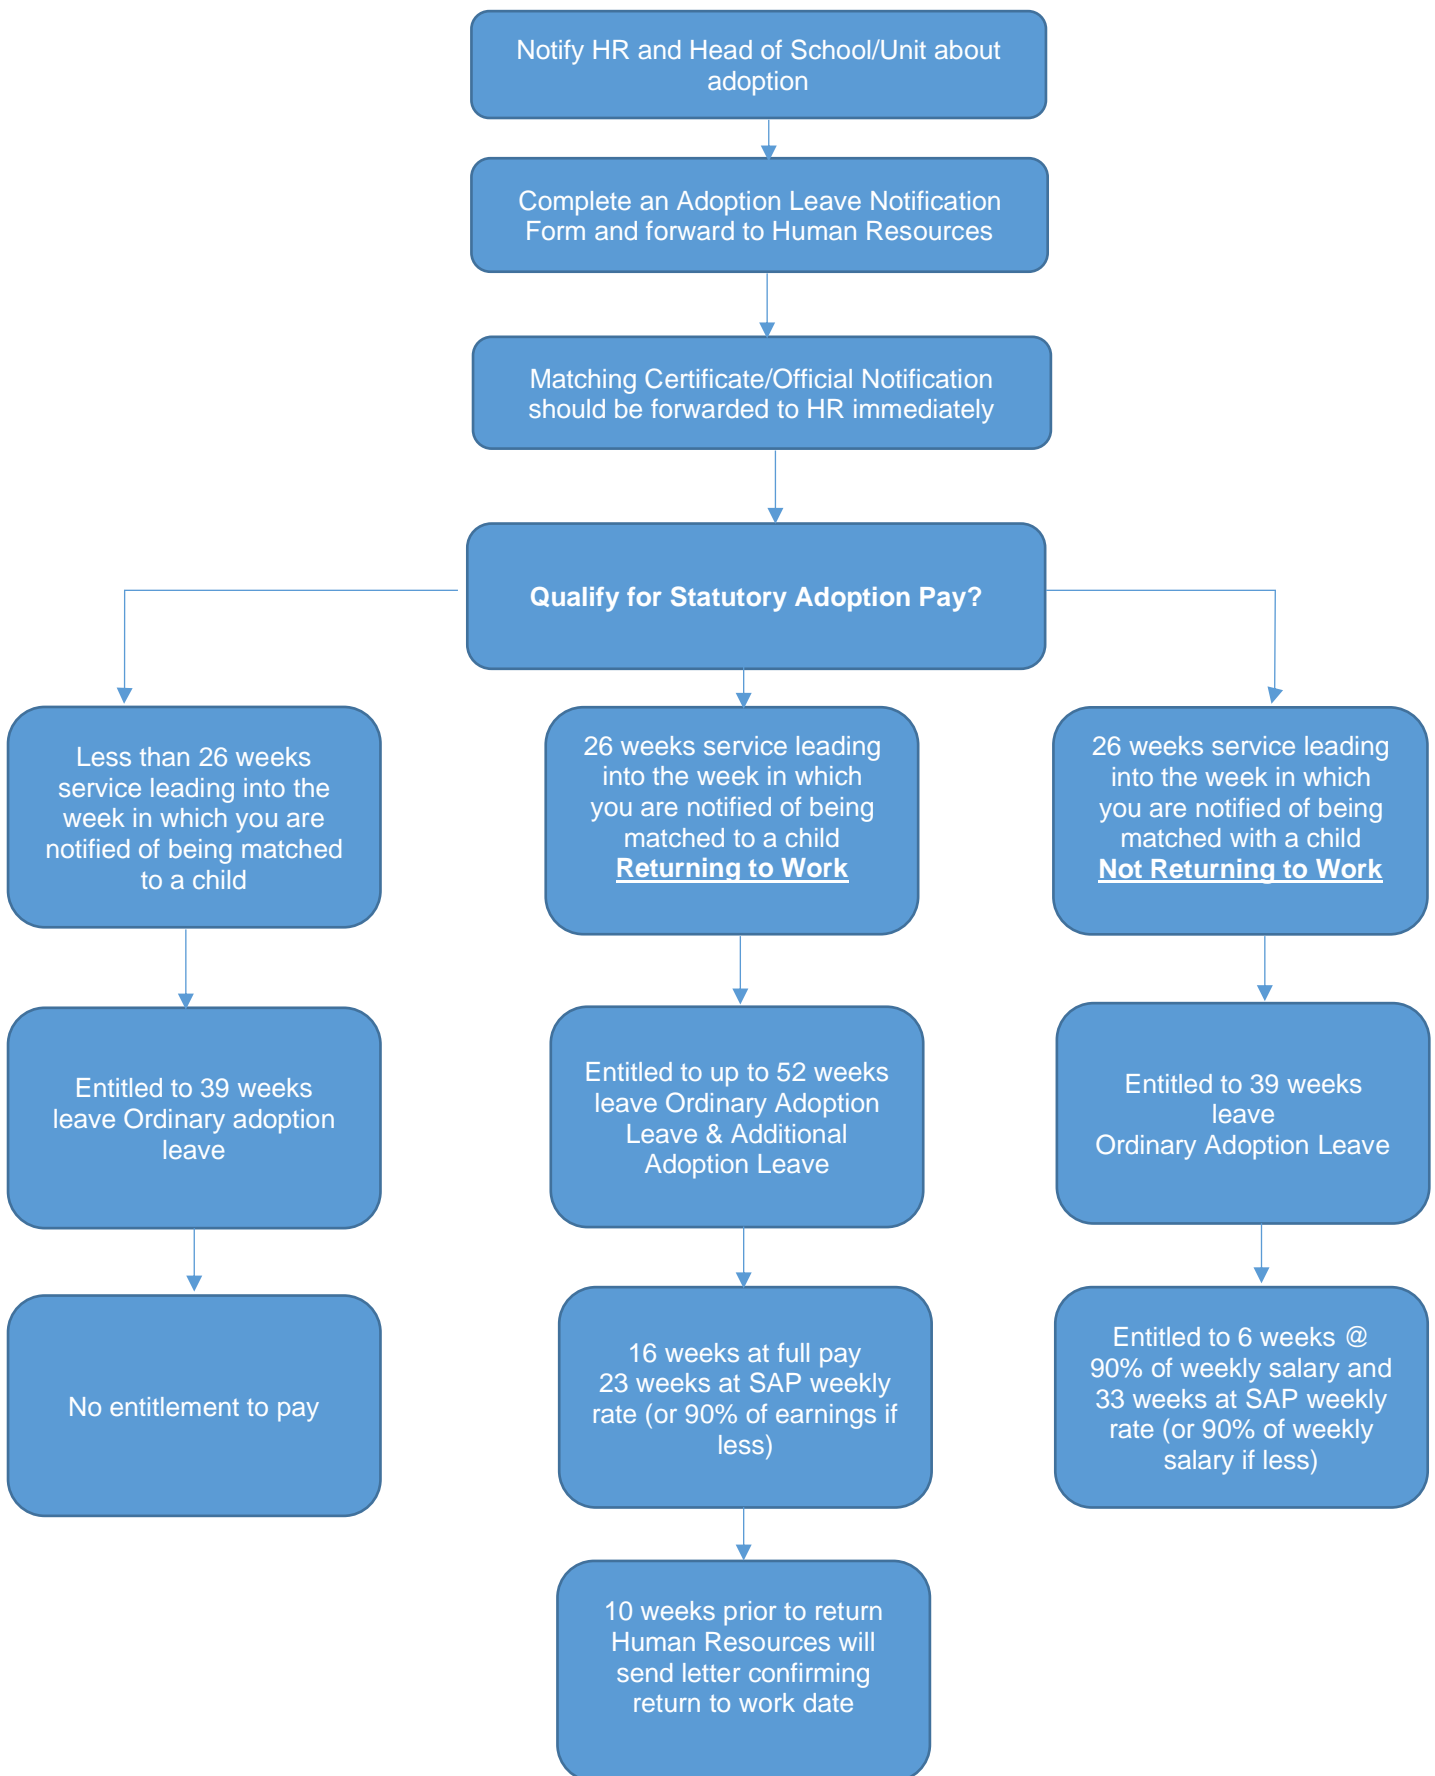 Notify HR and Head of School/Unit about
adoption
Complete an Adoption Leave Notification
Form and forward to Human Resources
Matching Certificate/Official Notification
should be forwarded to HR immediately
Qualify for Statutory Adoption Pay?
Less than 26 weeks
service leading into the
week in which you are
notified of being matched
to a child
26 weeks service leading
into the week in which
you are notified of being
matched to a child
Returning to Work
26 weeks service leading
into the week in which
you are notified of being
matched with a child
Not Returning to Work
Entitled to 39 weeks
leave Ordinary adoption
leave
Entitled to up to 52 weeks
leave Ordinary Adoption
Leave & Additional
Adoption Leave
Entitled to 39 weeks
leave
Ordinary Adoption Leave
No entitlement to pay
16 weeks at full pay
23 weeks at SAP weekly
rate (or 90% of earnings if
less)
Entitled to 6 weeks @
90% of weekly salary and
33 weeks at SAP weekly
rate (or 90% of weekly
salary if less)
10 weeks prior to return
Human Resources will
send letter confirming
return to work date